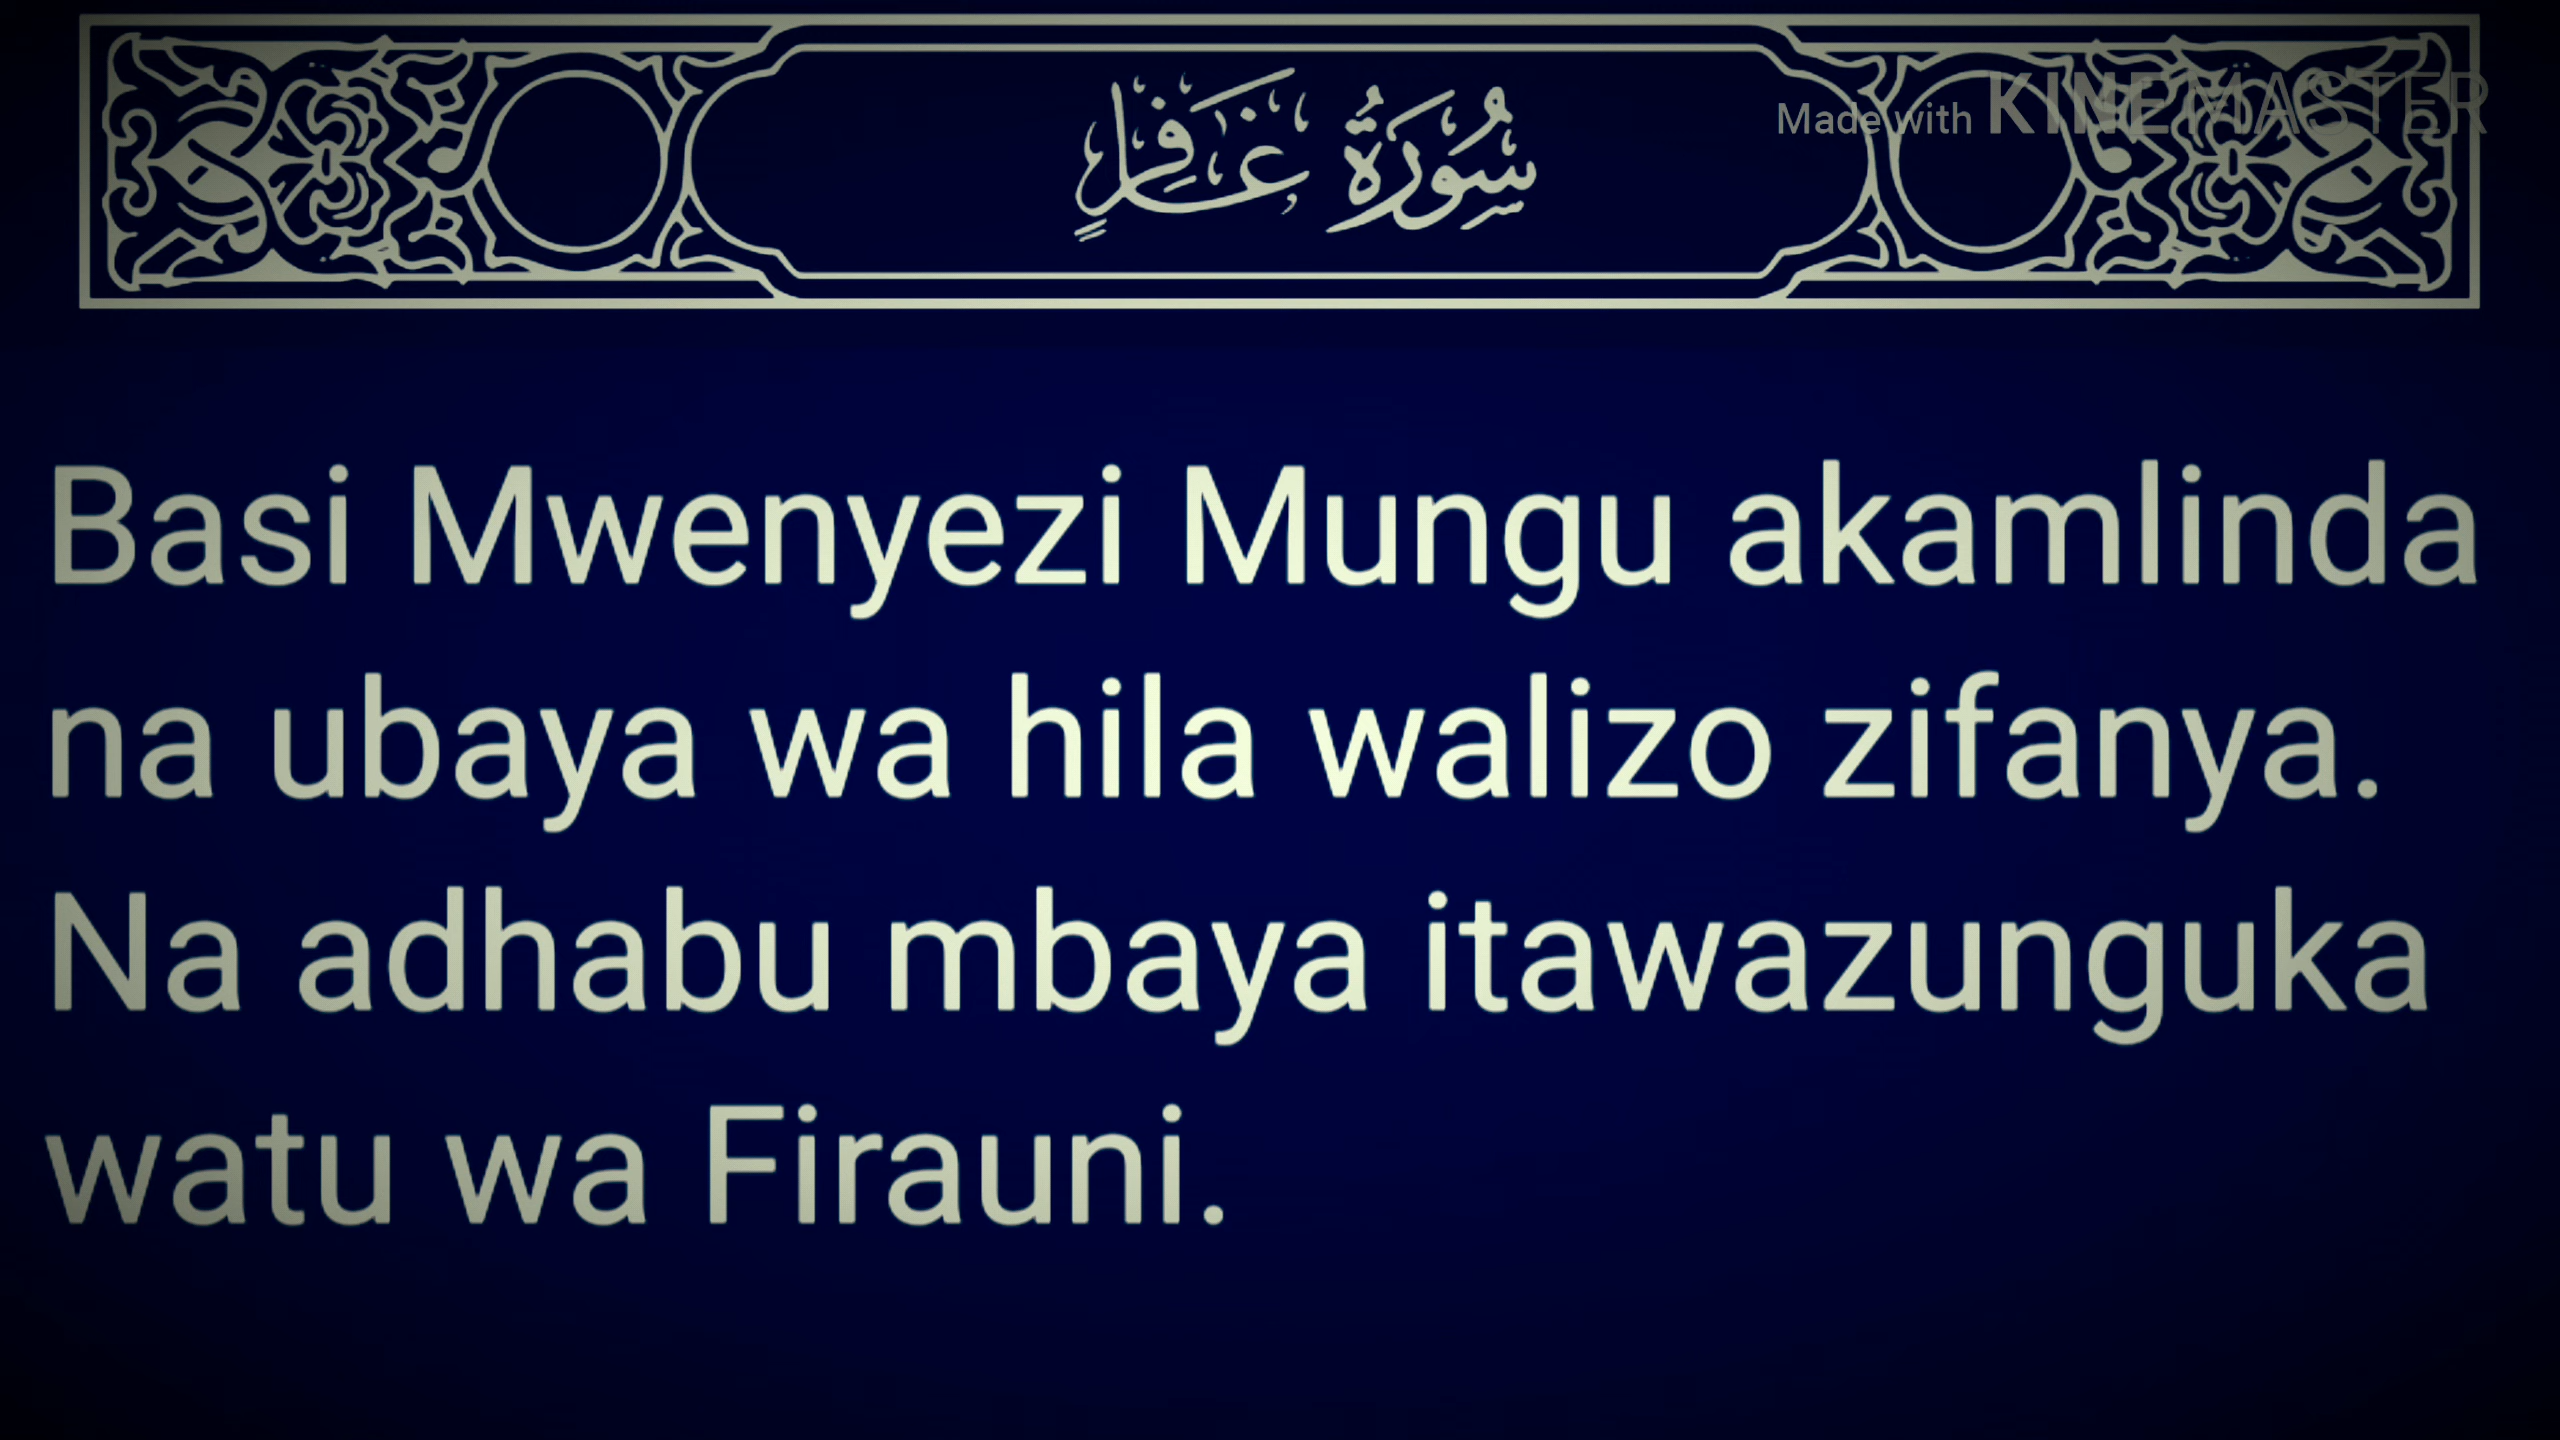 سُورَةُ غَافِرٍ
Made with KINEMASTER
Basi Mwenyezi Mungu akamlinda
na ubaya wa hila walizo zifanya.
Na adhabu mbaya itawazunguka
watu wa Firauni.